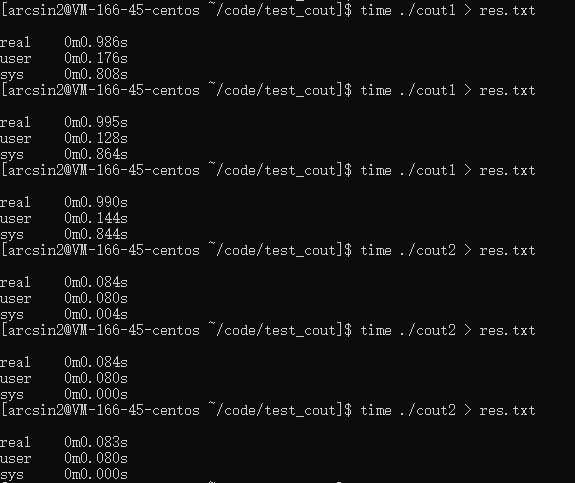 [arcsin2@VM-166-45-centos ~/code/test_cout]$ time ./cout1 > res.txt
real    0m0.986s
user    0m0.176s
sys     0m0.808s
[arcsin2@VM-166-45-centos ~/code/test_cout]$ time ./cout1 > res.txt
real    0m0.995s
user    0m0.128s
sys     0m0.864s
[arcsin2@VM-166-45-centos ~/code/test_cout]$ time ./cout1 > res.txt
real    0m0.990s
user    0m0.144s
sys     0m0.844s
[arcsin2@VM-166-45-centos ~/code/test_cout]$ time ./cout2 > res.txt
real    0m0.084s
user    0m0.080s
sys     0m0.004s
[arcsin2@VM-166-45-centos ~/code/test_cout]$ time ./cout2 > res.txt
real    0m0.084s
user    0m0.080s
sys     0m0.000s
[arcsin2@VM-166-45-centos ~/code/test_cout]$ time ./cout2 > res.txt
real    0m0.083s
user    0m0.080s
sys     0m0.000s